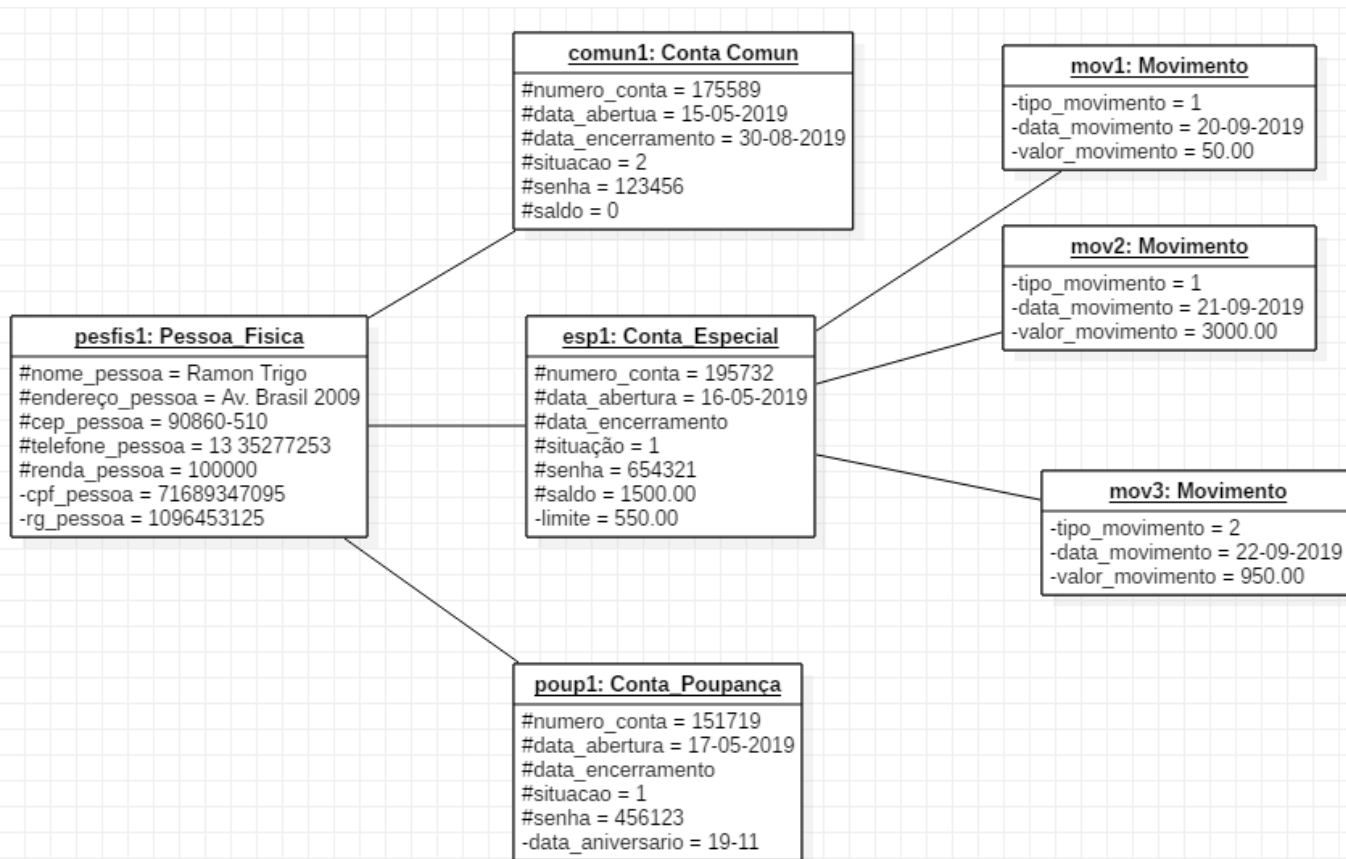 comun1: Conta Comun
#numero_conta = 175589
#data_abertua = 15-05-2019
#data_encerramento = 30-08-2019
#situacao = 2
#senha = 123456
#saldo = 0
mov1: Movimento
-tipo_movimento = 1
-data_movimento = 20-09-2019
-valor_movimento = 50.00
mov2: Movimento
-tipo_movimento = 1
-data_movimento = 21-09-2019
-valor_movimento = 3000.00
pesfis1: Pessoa_Fisica
#nome_pessoa = Ramon Trigo
#endereço_pessoa = Av. Brasil 2009
#cep_pessoa = 90860-510
#telefone_pessoa = 13 35277253
#renda_pessoa = 100000
-cpf_pessoa = 71689347095
-rg_pessoa = 1096453125
esp1: Conta_Especial
#numero_conta = 195732
#data_abertura = 16-05-2019
#data_encerramento
#situação = 1
#senha = 654321
#saldo = 1500.00
-limite = 550.00
mov3: Movimento
-tipo_movimento = 2
-data_movimento = 22-09-2019
-valor_movimento = 950.00
poup1: Conta_Poupança
#numero_conta = 151719
#data_abertura = 17-05-2019
#data_encerramento
#situacao = 1
#senha = 456123
-data_aniversario = 19-11